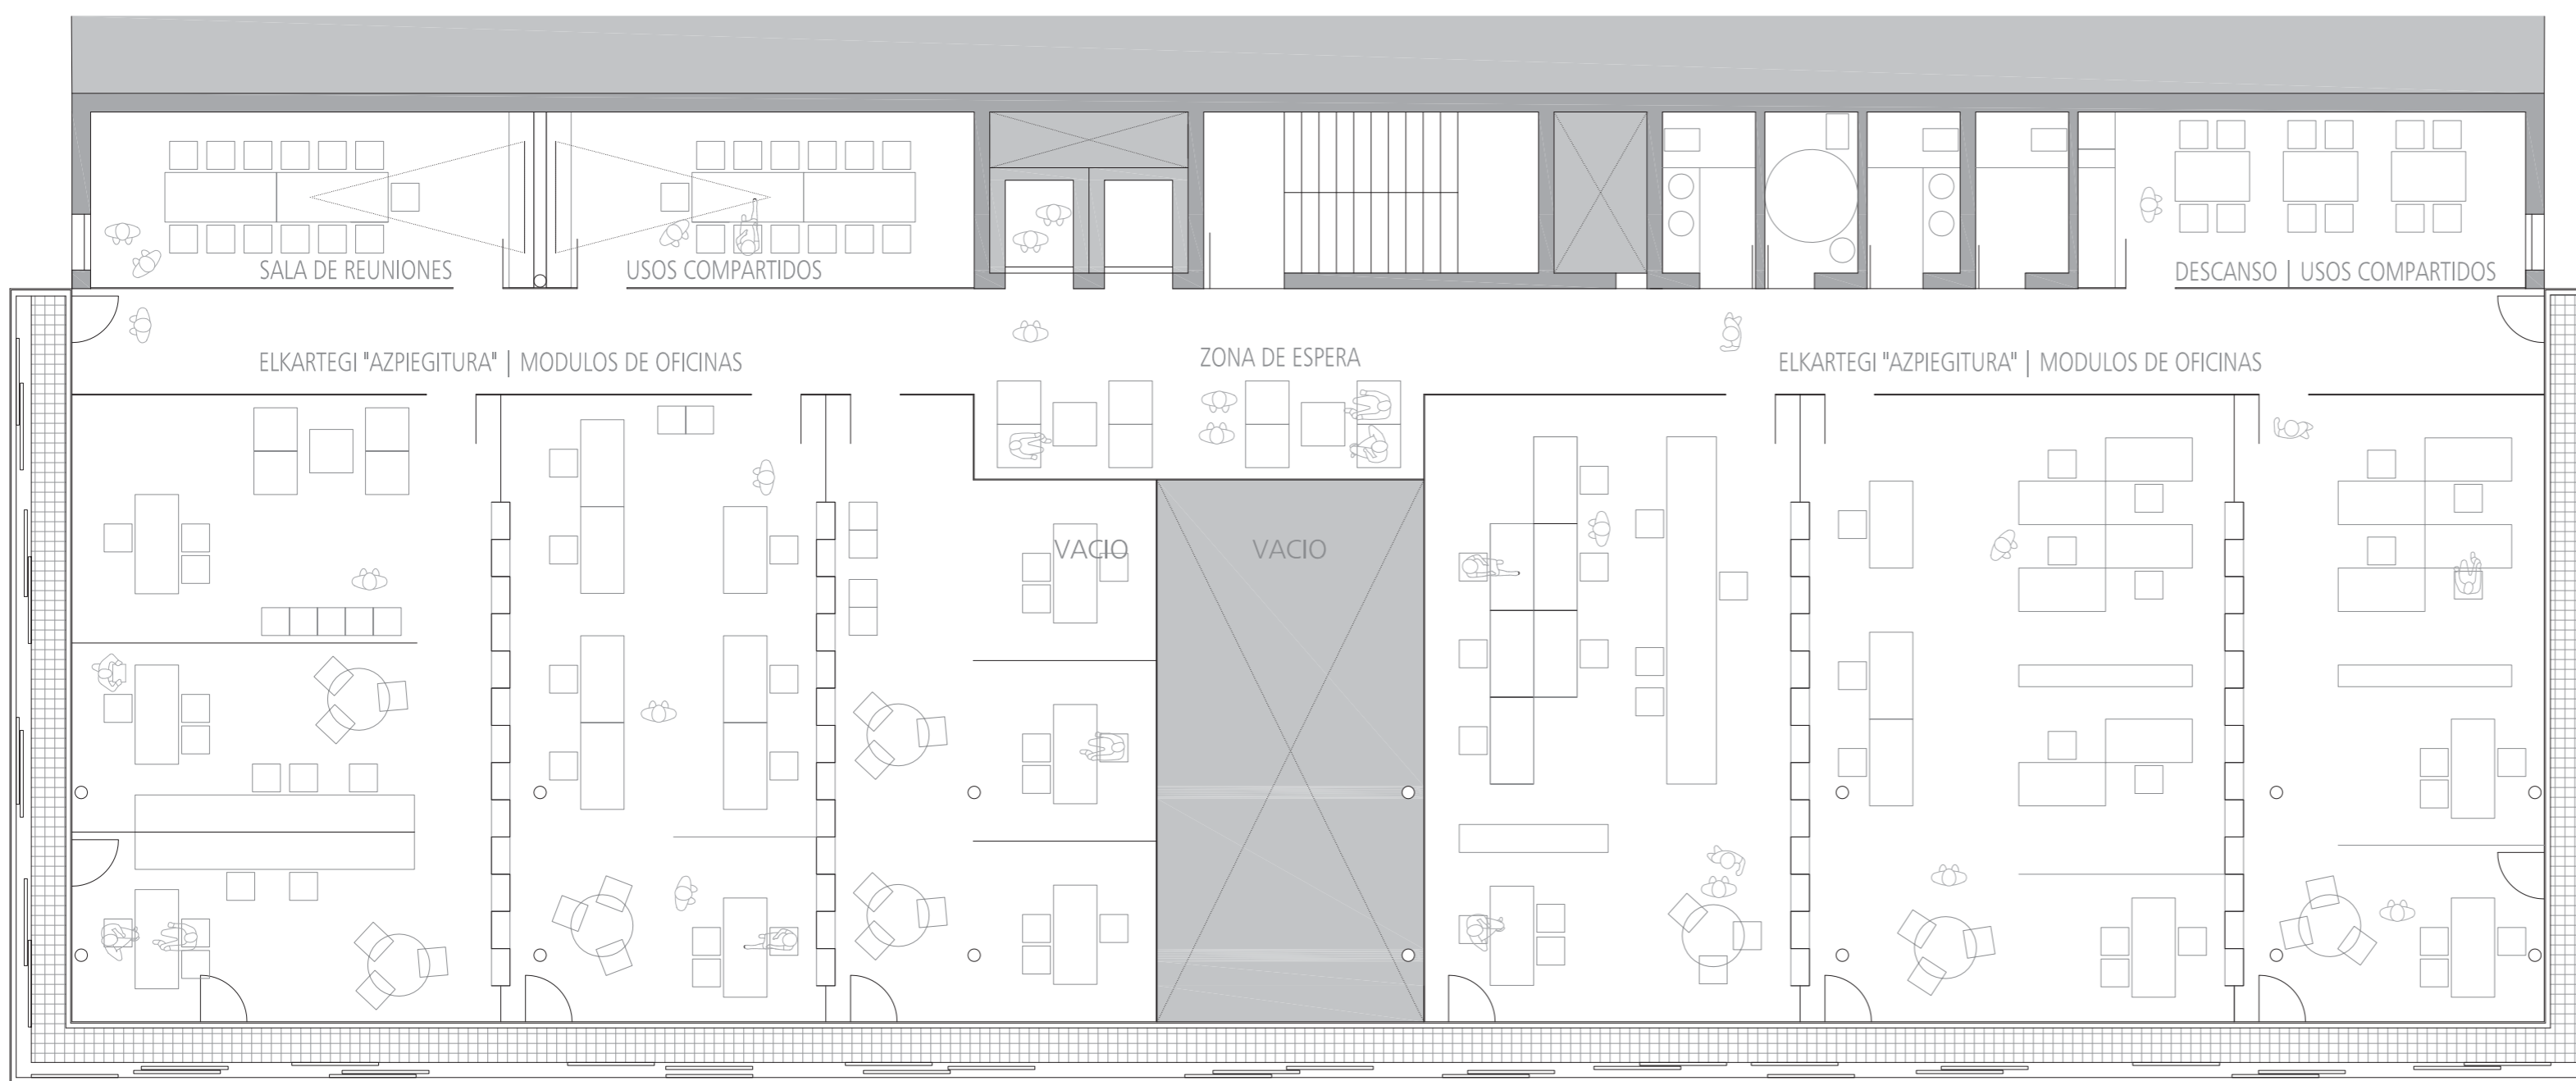 SALA DE REUNIONES
USOS COMPARTIDOS
DESCANSO | USOS COMPARTIDOS
ELKARTEGI "AZPIEGITURA" | MODULOS DE OFICINAS
ZONA DE ESPERA
ELKARTEGI "AZPIEGITURA" | MODULOS DE OFICINAS
VACIO
VACIO